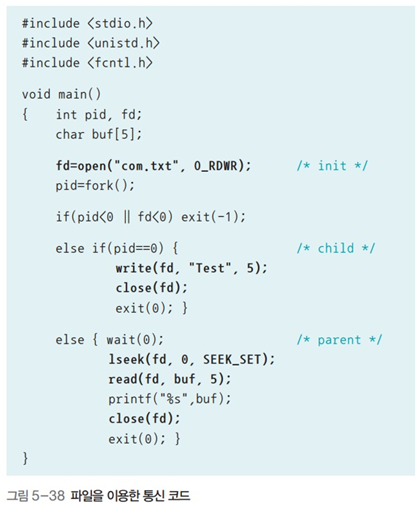 #include <stdio.h>
#include <unistd.h>
#include <fcntl.h>
void main()
{ int pid, fd;
char buf[5];
fd=open("com.txt", O_RDWR); /* init */
pid=fork();
if(pid<0 || fd<0) exit(-1);
else if(pid==0) { /* child */
write(fd, "Test", 5);
close(fd);
exit(0); }
else { wait(0); /* parent */
lseek(fd, 0, SEEK_SET);
read(fd, buf, 5);
printf("%s",buf);
close(fd);
exit(0); }
}
그림 5-38 파일을 이용한 통신 코드